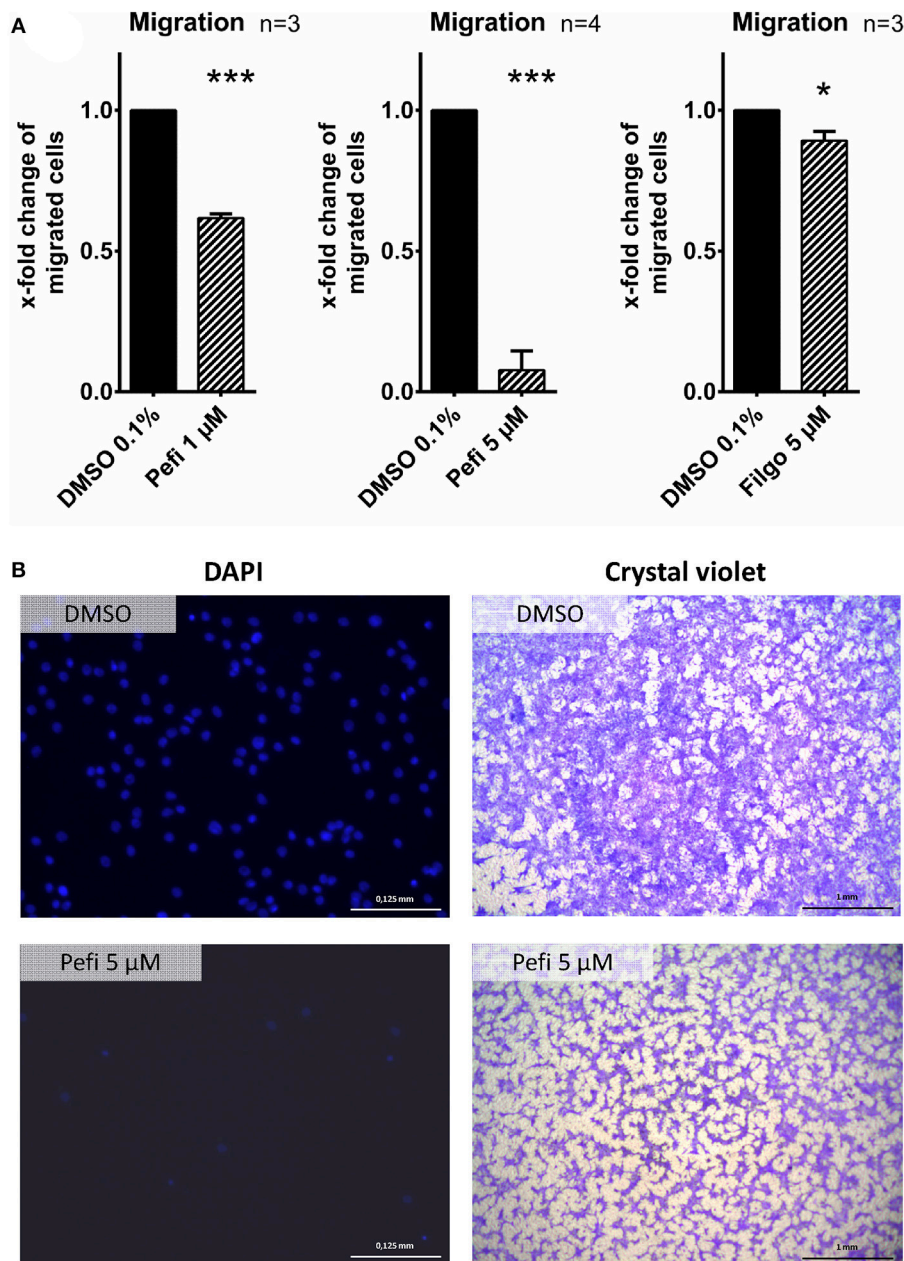 A
Migration n=3
Migration n=4
Migration n=3
***
***
*
x-fold change of
migrated cells
1.0
0.5
0.0
DMSO 0.1%
Pefi 1 µM
x-fold change of
migrated cells
1.0
0.5
0.0
DMSO 0.1%
Pefi 5 µM
x-fold change of
migrated cells
1.0
0.5
0.0
DMSO 0.1%
Filgo 5 µM
B
DAPI
Crystal violet
DMSO
DMSO
0,125 mm
1 mm
Pefi 5 µM
Pefi 5 µM
0,125 mm
1 mm